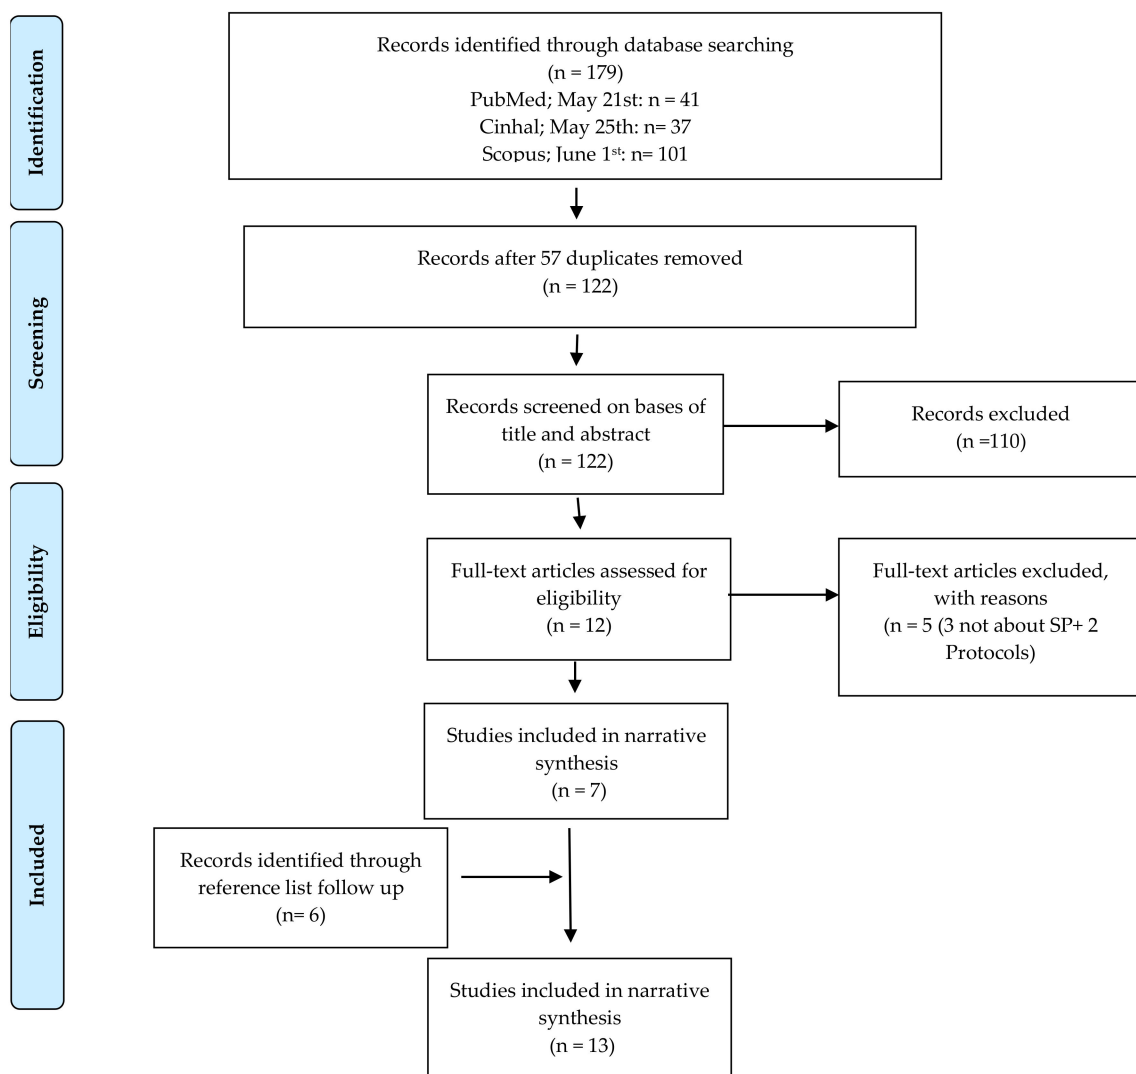 Identification
Records identified through database searching
(n = 179)
PubMed; May 21st: n = 41
Cinhal; May 25th: n= 37
Scopus; June 1st: n= 101
Screening
Records after 57 duplicates removed
(n = 122)
Records screened on bases of
title and abstract
(n = 122)
Records excluded
(n =110)
Eligibility
Full-text articles assessed for
eligibility
(n = 12)
Full-text articles excluded,
with reasons
(n = 5 (3 not about SP+ 2
Protocols)
Included
Studies included in narrative
synthesis
(n = 7)
Records identified through
reference list follow up
(n= 6)
Studies included in narrative
synthesis
(n = 13)